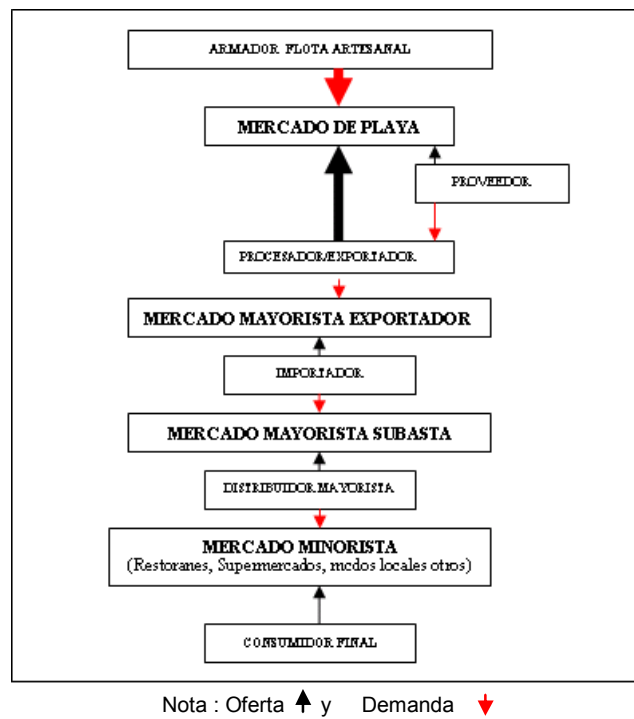 ARMADOR FLOTA ARTESANAL
MERCADO DE PLAYA
PROVEEDOR
PROCESADOR/EXPORTADOR
MERCADO MAYORISTA EXPORTADOR
IMPORTADOR
MERCADO MAYORISTA SUBASTA
DISTRIBUIDOR MAYORISTA
MERCADO MINORISTA
(Restoranes, Supermercados, mcdos locales otros)
CONSUMIDOR FINAL
Nota : Oferta y Demanda